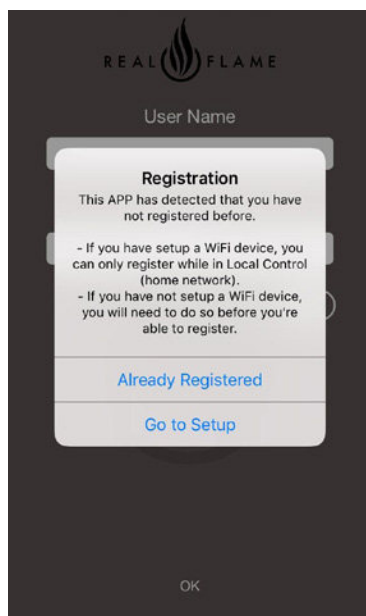 REAL FLAME
User Name
Registration
This APP has detected that you have
not registered before.
- If you have setup a WiFi device, you
can only register while in Local Control
(home network).
- If you have not setup a WiFi device,
you will need to do so before you're
able to register.
Already Registered
Go to Setup
OK